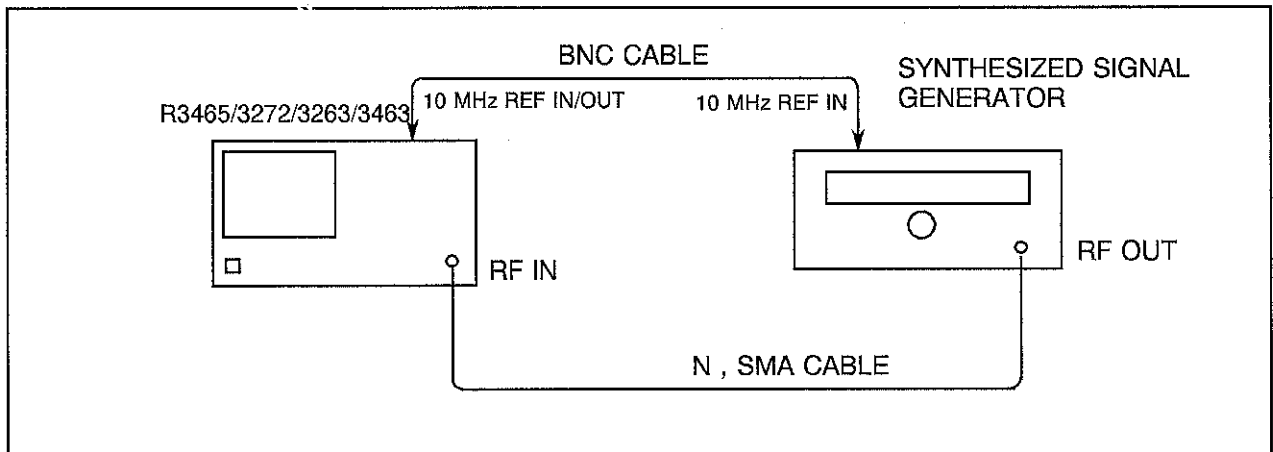 BNC CABLE
SYNTHESIZED SIGNAL
GENERATOR
R3465/3272/3263/3463
10 MHz REF IN/OUT
10 MHz REF IN
RF IN
RF OUT
N , SMA CABLE